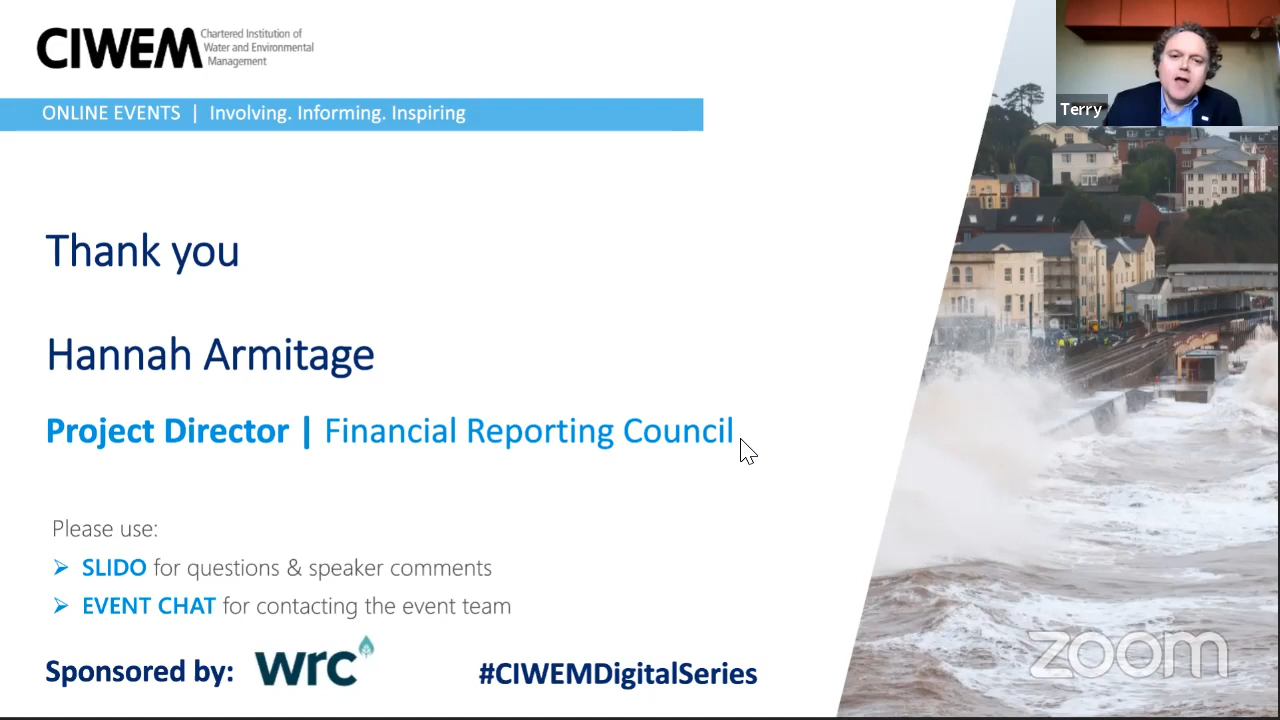 CIWEM
Chartered Institution of
Water and Environmental
Management
Terry
ONLINE EVENTS | Involving. Informing. Inspiring
Thank you
Hannah Armitage
Project Director | Financial Reporting Council
Please use:
SLIDO for questions & speaker comments
EVENT CHAT for contacting the event team
Sponsored by:
wrc
#CIWEMDigitalSeries
zoom